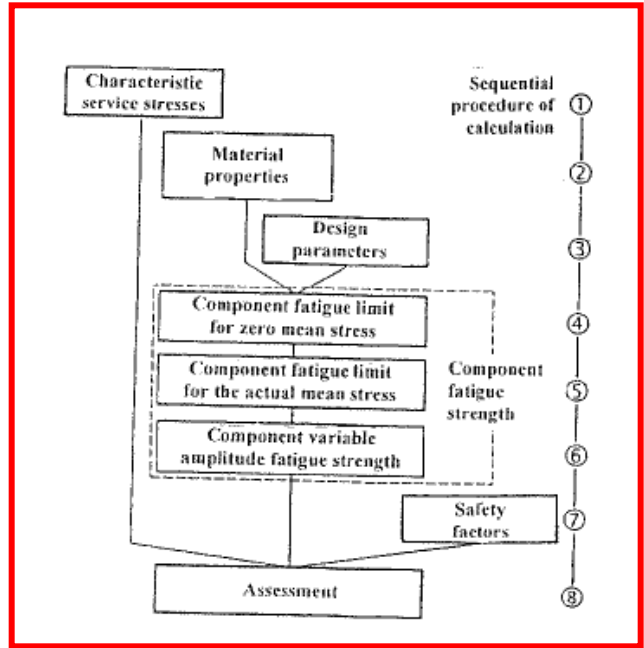 Characteristic
service stresses
Sequential
procedure of
calculation
①
Material
properties
②
Design
parameters
③
Component fatigue limit
for zero mean stress
④
Component fatigue limit
for the actual mean stress
Component
fatigue
strength
⑤
Component variable
amplitude fatigue strength
⑥
Safety
factors
⑦
Assessment
⑧